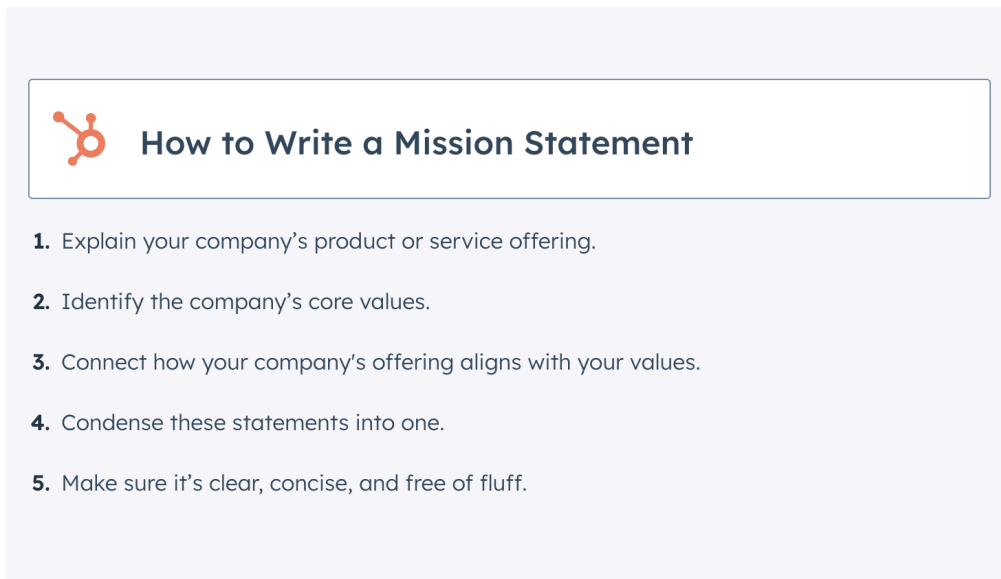 How to Write a Mission Statement
1. Explain your company’s product or service offering.
2. Identify the company’s core values.
3. Connect how your company's offering aligns with your values.
4. Condense these statements into one.
5. Make sure it’s clear, concise, and free of fluff.